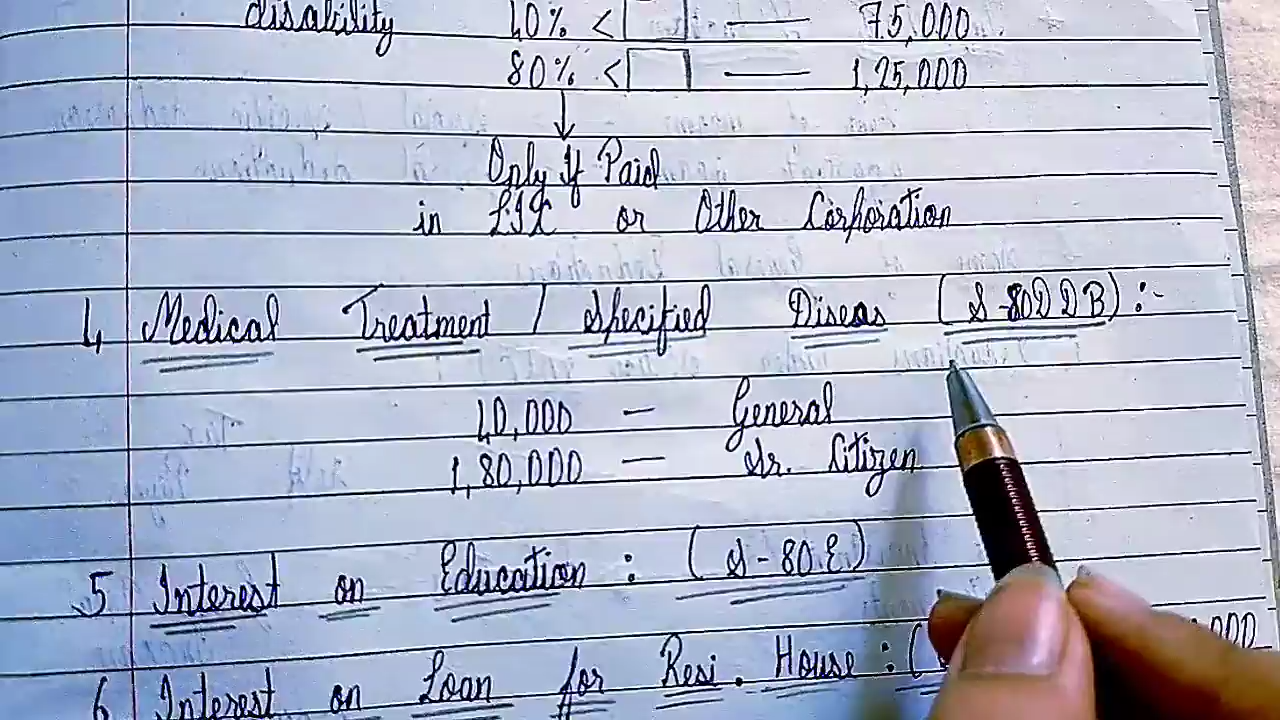 disability 40% < — 75,000
80% < — 1,25,000
Only if Paid
in LIC or Other Corporation
4 Medical Treatment / Specified Diseas (S-80DDB) :-
40,000 — General
1,80,000 — Sr. Citizen
5 Interest on Education : (S-80.E)
6 Interest on Loan for Resi. House : (